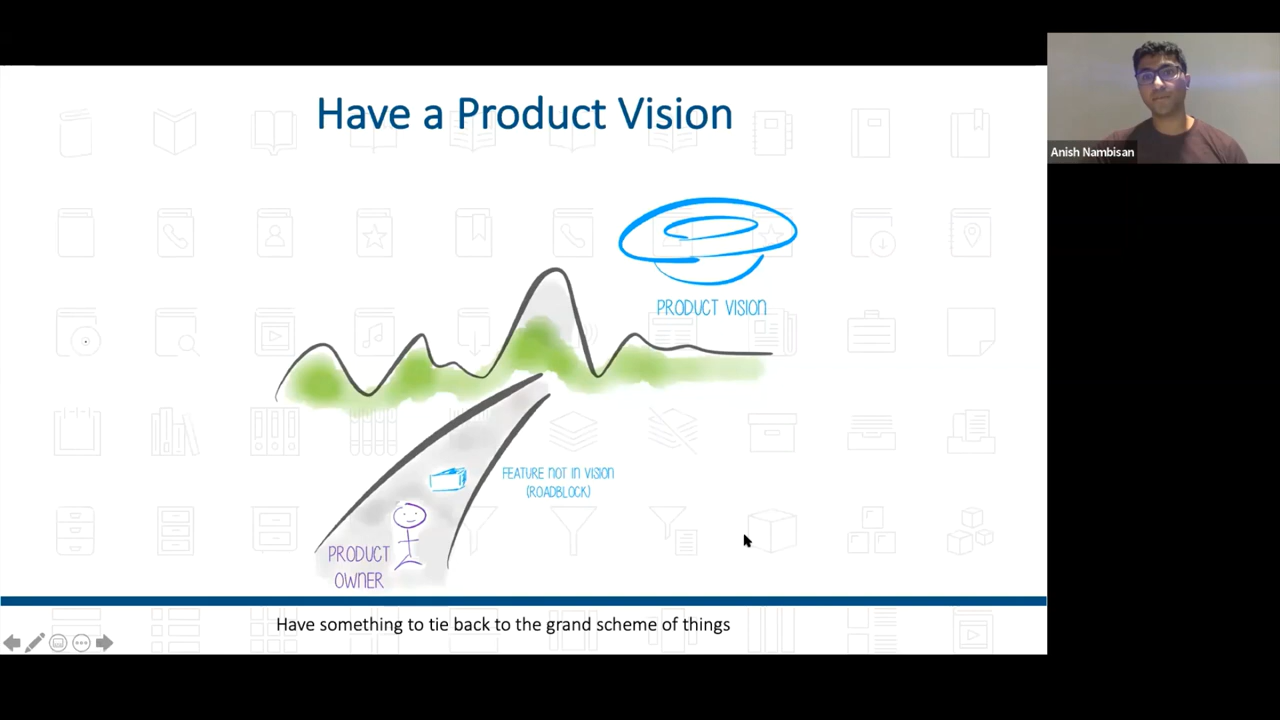 Have a Product Vision
Anish Nambisan
PRODUCT VISION
FEATURE NOT IN VISION
(ROADBLOCK)
PRODUCT
OWNER
Have something to tie back to the grand scheme of things